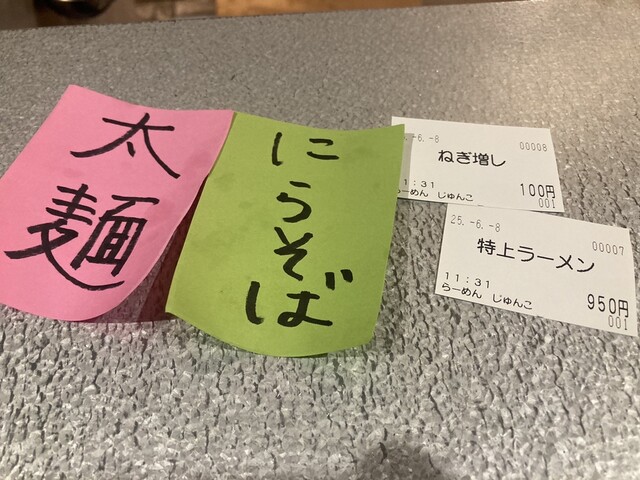 太麺
にらそば
-6.-8
00008
ねぎ増し
11:31
100円
らーめん じゅんこ
001
25.-6.-8
00007
特上ラーメン
11:31
950円
らーめん じゅんこ
001